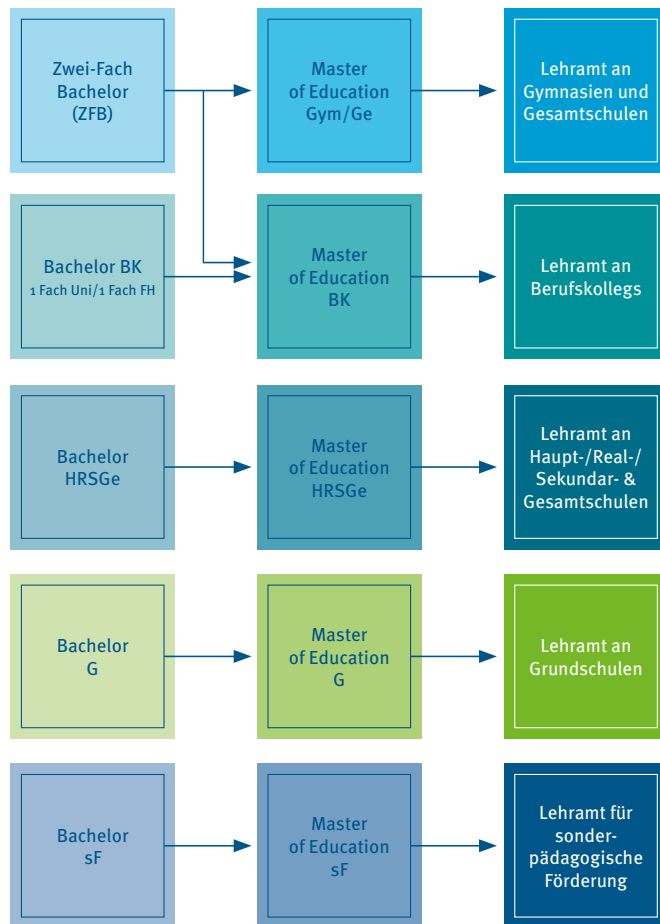 Zwei-Fach
Bachelor
(ZFB)
Master
of Education
Gym/Ge
Lehramt an
Gymnasien und
Gesamtschulen
Bachelor BK
1 Fach Uni/1 Fach FH
Master
of Education
BK
Lehramt an
Berufskollegs
Bachelor
HRSGe
Master
of Education
HRSGe
Lehramt an
Haupt-/Real-/
Sekundar- &
Gesamtschulen
Bachelor
G
Master
of Education
G
Lehramt an
Grundschulen
Bachelor
sF
Master
of Education
sF
Lehramt für
sonder-
pädagogische
Förderung